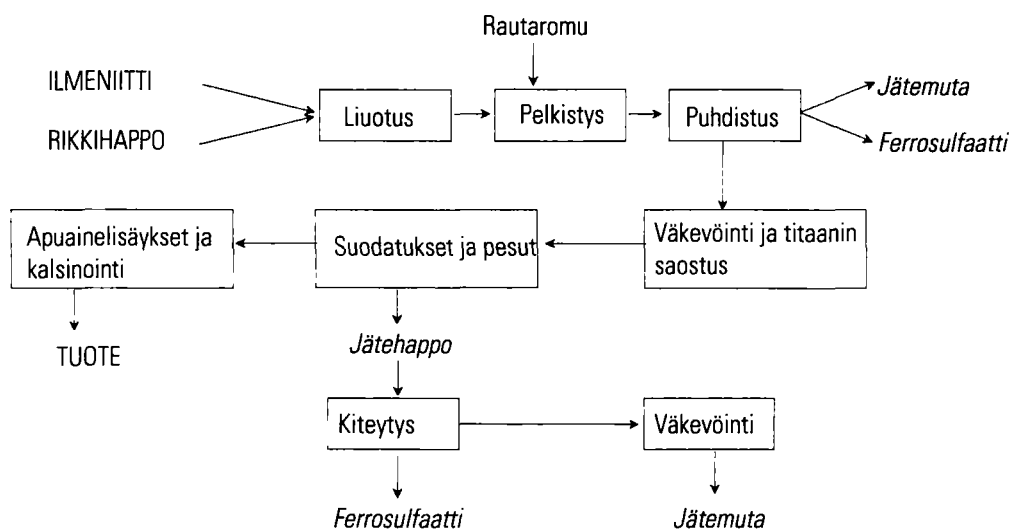 Rautaromu
ILMENIITTI
RIKKIHAPPO
Liuotus
Pelkistys
Puhdistus
Jätemuta
Ferrosulfaatti
Apuainelisäykset ja
kalsinointi
Suodatukset ja pesut
Väkevöinti ja titaanin
saostus
TUOTE
Jätehappo
Kiteytys
Väkevöinti
Ferrosulfaatti
Jätemuta